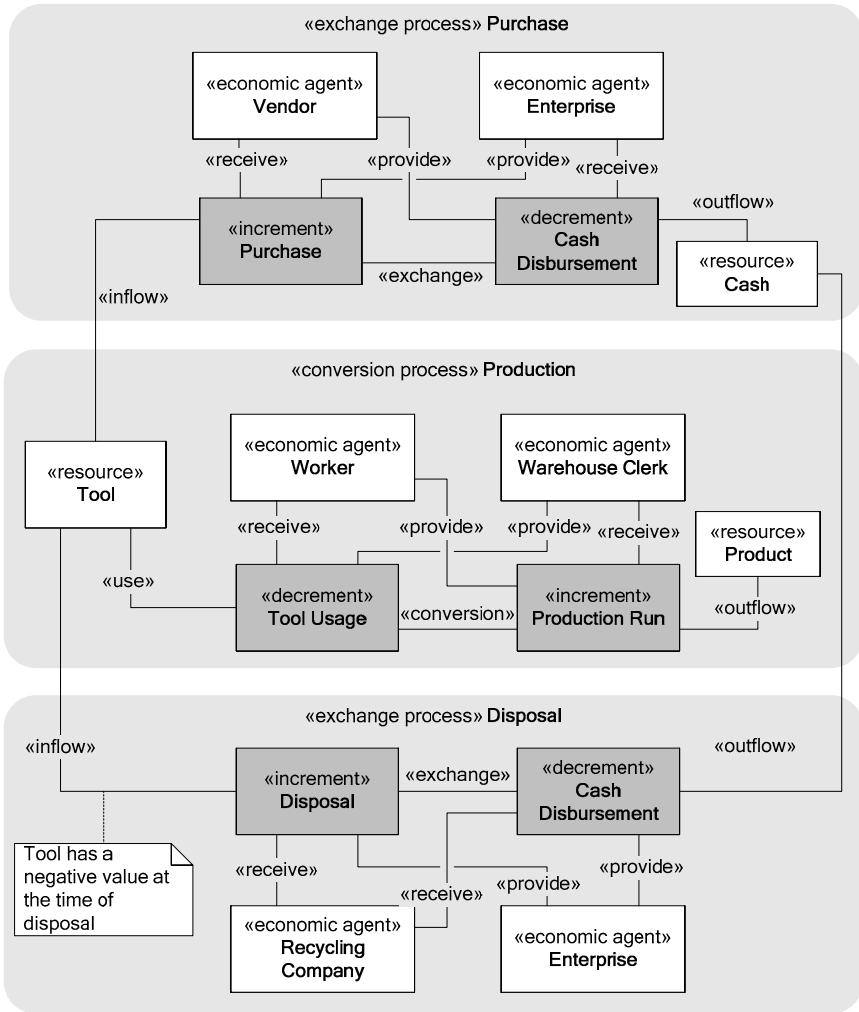 «exchange process» Purchase
«economic agent»
Vendor
«economic agent»
Enterprise
«receive»
«provide»
«provide»
«receive»
«increment»
Purchase
«decrement»
Cash
Disbursement
«outflow»
«resource»
Cash
«exchange»
«inflow»
«conversion process» Production
«resource»
Tool
«economic agent»
Worker
«economic agent»
Warehouse Clerk
«receive»
«provide»
«provide»
«receive»
«resource»
Product
«use»
«decrement»
Tool Usage
«conversion»
«increment»
Production Run
«outflow»
«exchange process» Disposal
«inflow»
«increment»
Disposal
«exchange»
«decrement»
Cash
Disbursement
«outflow»
Tool has a
negative value at
the time of
disposal
«receive»
«receive»
«provide»
«provide»
«economic agent»
Recycling
Company
«economic agent»
Enterprise